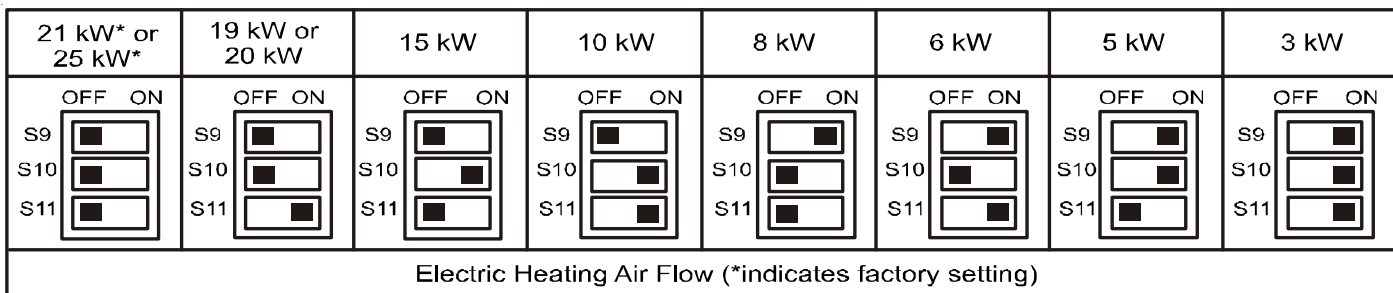 21 kW* or
25 kW*
19 kW or
20 kW
15 kW
10 kW
8 kW
6 kW
5 kW
3 kW
OFF ON
S9
S10
S11
OFF ON
S9
S10
S11
OFF ON
S9
S10
S11
OFF ON
S9
S10
S11
OFF ON
S9
S10
S11
OFF ON
S9
S10
S11
OFF ON
S9
S10
S11
OFF ON
S9
S10
S11
Electric Heating Air Flow (*indicates factory setting)